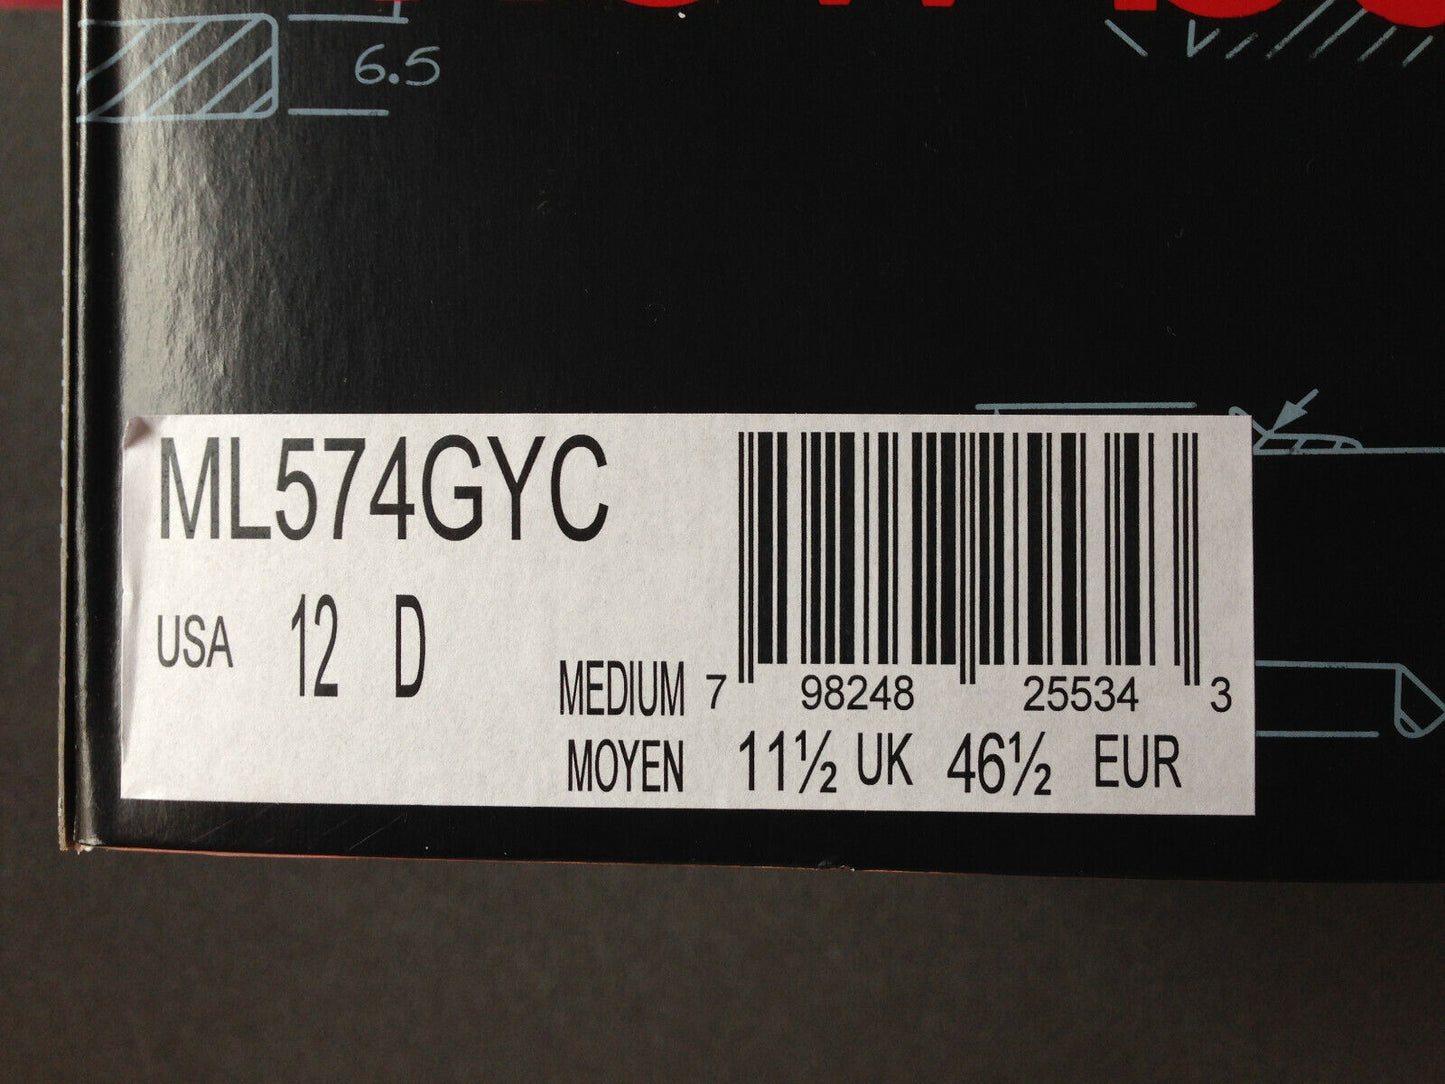 6.5
ML574GYC
USA 12 D
MEDIUM
MOYEN
7 98248 25534 3
11½ UK 46½ EUR